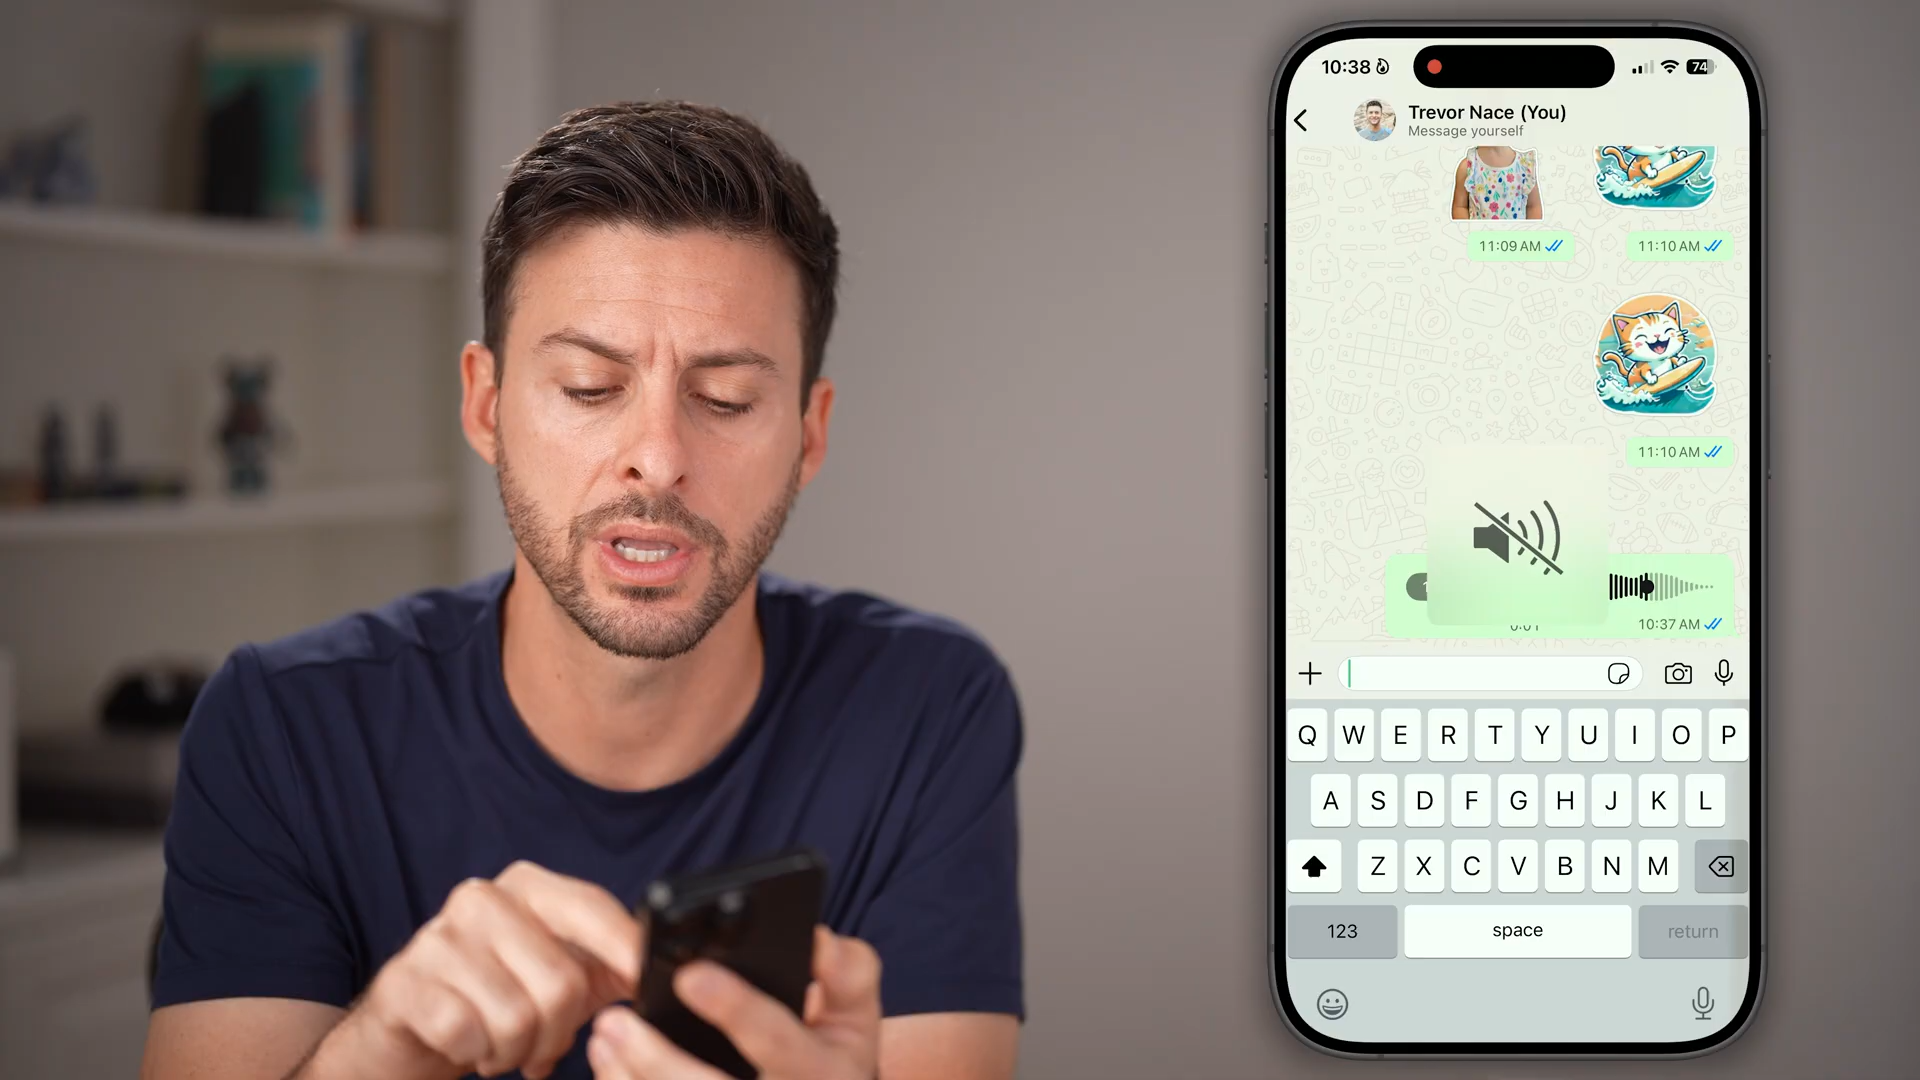 10:38
74
Trevor Nace (You)
Message yourself
11:09 AM
11:10 AM
11:10 AM
10:37 AM
Q W E R T Y U I O P
A S D F G H J K L
Z X C V B N M
123
space
return